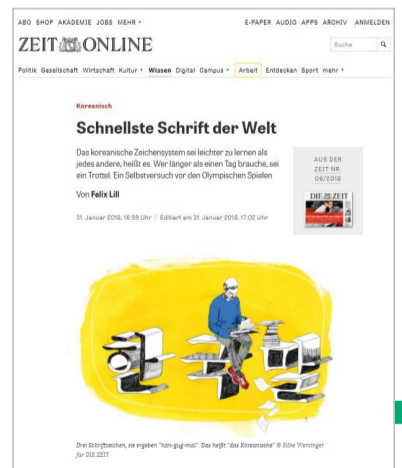 ABO SHOP AKADEMIE JOBS MEHR
E-PAPER AUDIO APPS ARCHIV ANMELDEN
ZEIT ONLINE
Suche
Politik Gesellschaft Wirtschaft Kultur Wissen Digital Campus Arbeit Entdecken Sport mehr
Koreanisch
Schnellste Schrift der Welt
Das koreanische Zeichensystem sei leichter zu lernen als
jedes andere, heißt es. Wer länger als einen Tag brauche, sei
ein Trottel. Ein Selbstversuch vor den Olympischen Spielen
Von Felix Lill
AUS DER
ZEIT NR.
06/2018
DIE ZEIT
31. Januar 2018, 16:59 Uhr / Editiert am 31. Januar 2018, 17:02 Uhr
한국말
Drei Schriftzeichen, sie ergeben "han-gug-mal". Das heißt "das Koreanische" © Silke Werzinger
für DIE ZEIT